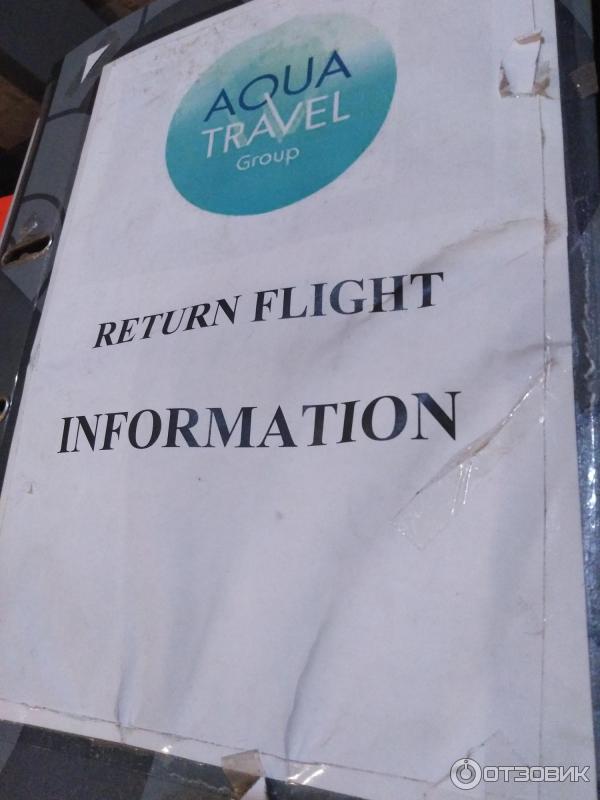 AQUA
TRAVEL
Group
RETURN FLIGHT
INFORMATION
ОТЗОВИК